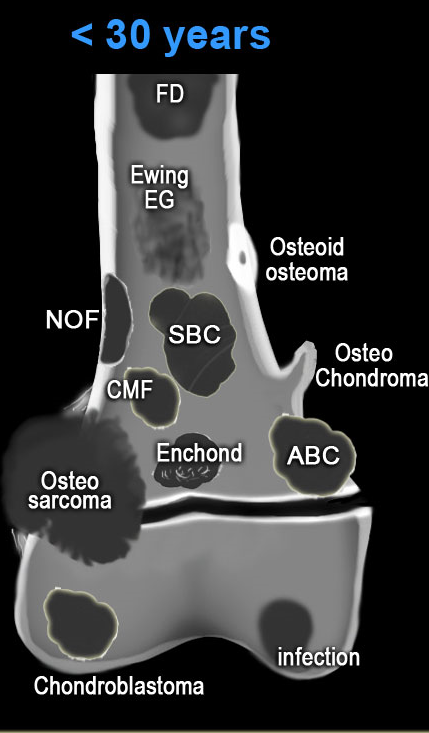 < 30 years
FD
Ewing
EG
Osteoid
osteoma
NOF
SBC
Osteo
Chondroma
CMF
Enchond
ABC
Osteo
sarcoma
infection
Chondroblastoma